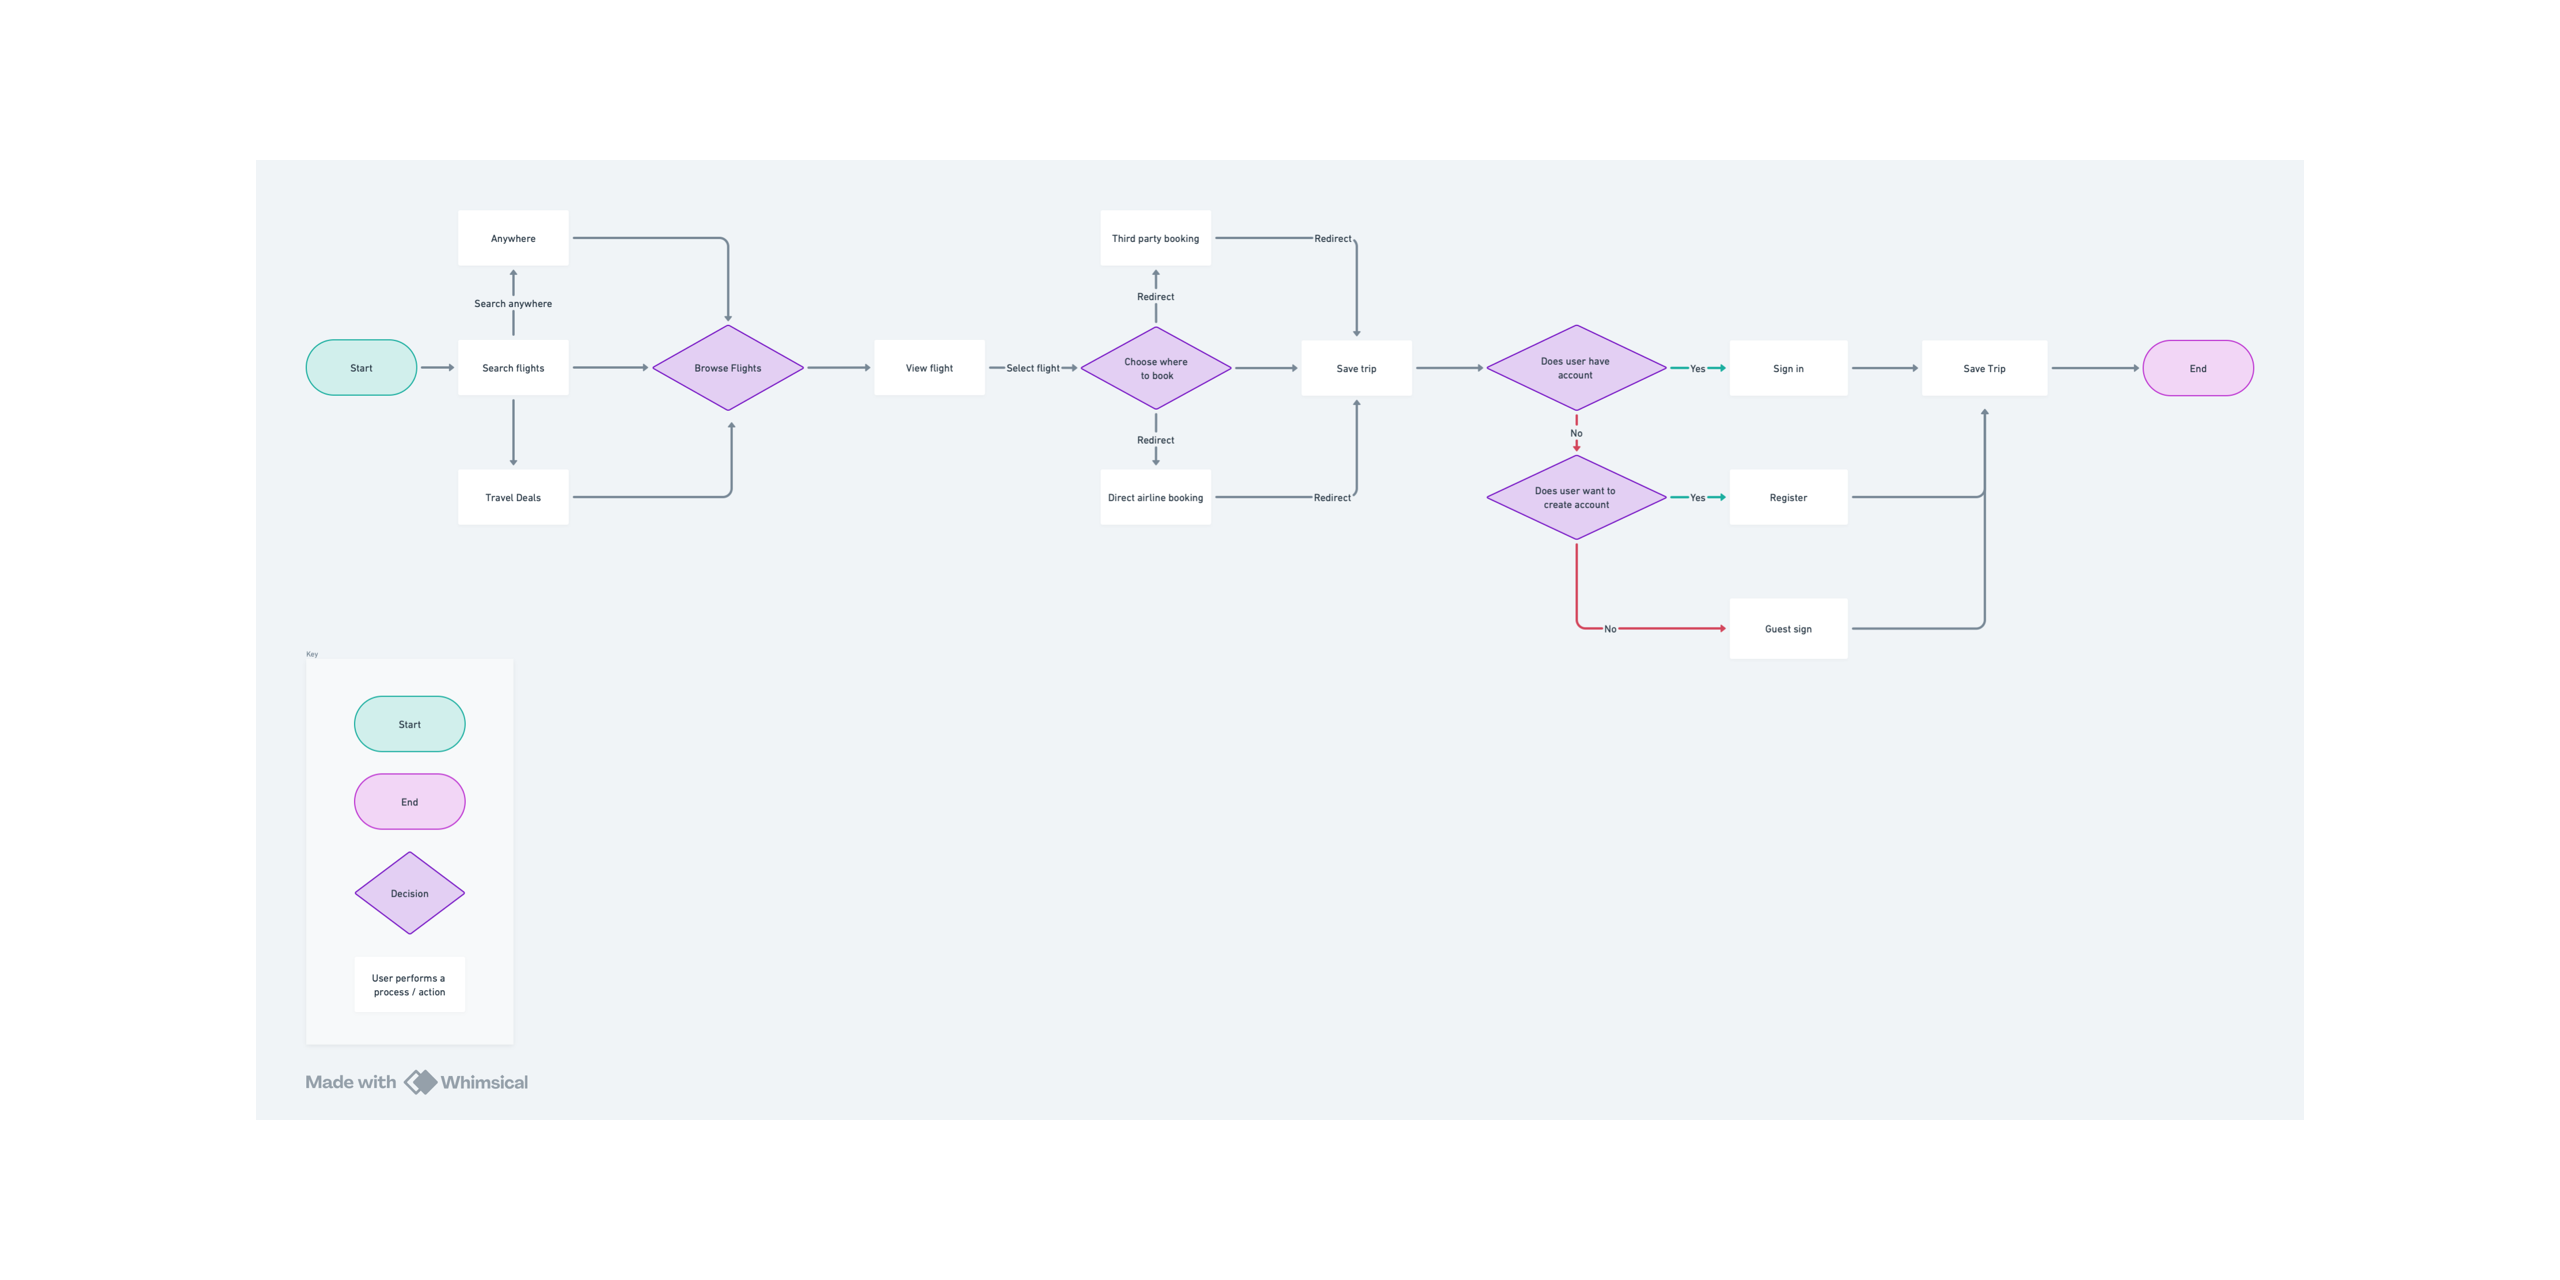 Anywhere
Search anywhere
Start
Search flights
Travel Deals
Browse Flights
View flight
Select flight
Third party booking
Redirect
Redirect
Choose where
to book
Redirect
Direct airline booking
Redirect
Save trip
Does user have
account
Yes
Sign in
Save Trip
End
No
Does user want to
create account
Yes
Register
No
Guest sign
Key
Start
End
Decision
User performs a
process / action
Made with Whimsical